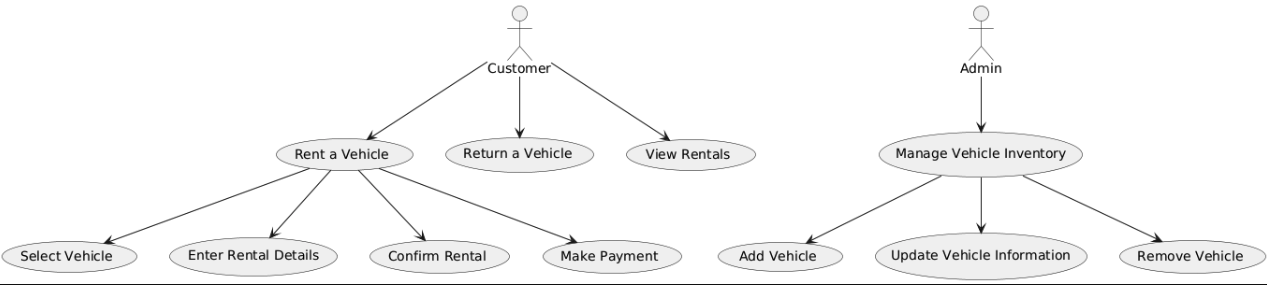 Customer
Admin
Rent a Vehicle
Return a Vehicle
View Rentals
Manage Vehicle Inventory
Select Vehicle
Enter Rental Details
Confirm Rental
Make Payment
Add Vehicle
Update Vehicle Information
Remove Vehicle